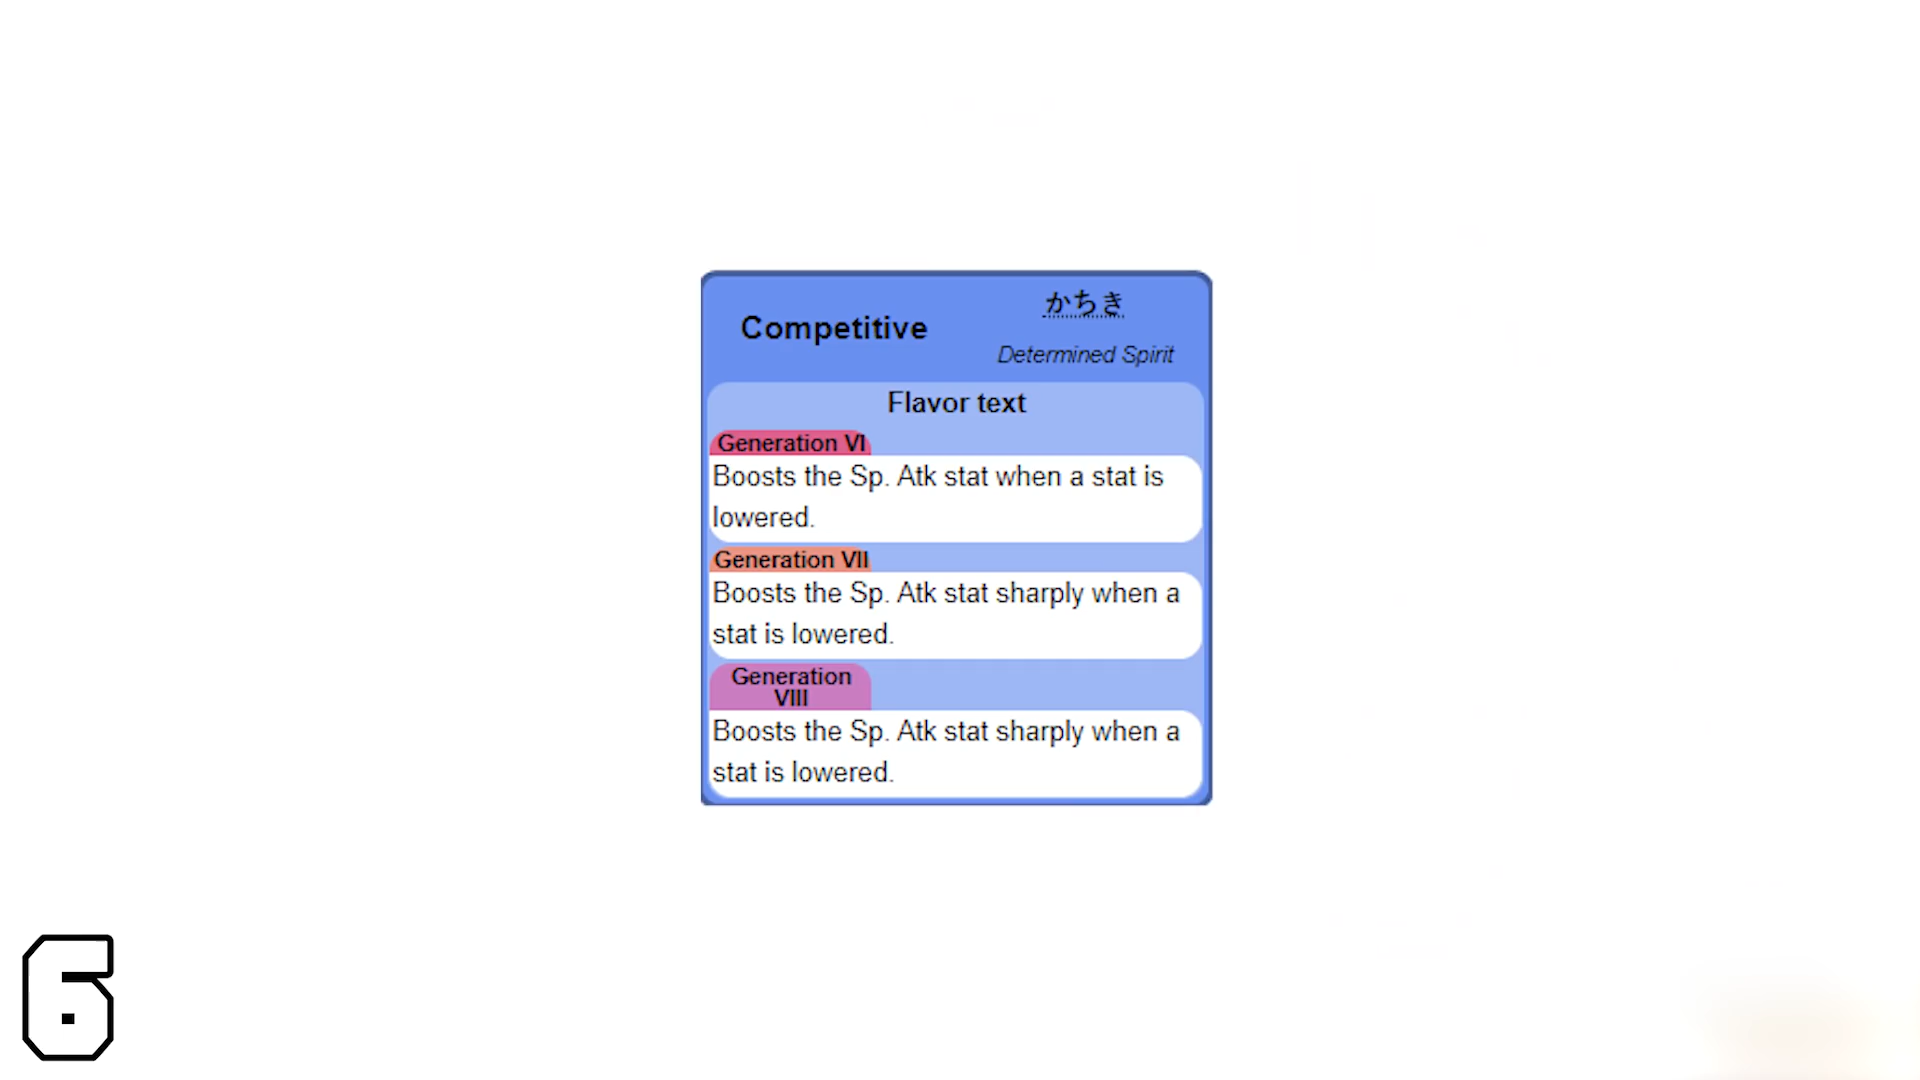 Competitive
かちき
Determined Spirit
Flavor text
Generation VI
Boosts the Sp. Atk stat when a stat is
lowered.
Generation VII
Boosts the Sp. Atk stat sharply when a
stat is lowered.
Generation
VIII
Boosts the Sp. Atk stat sharply when a
stat is lowered.
6